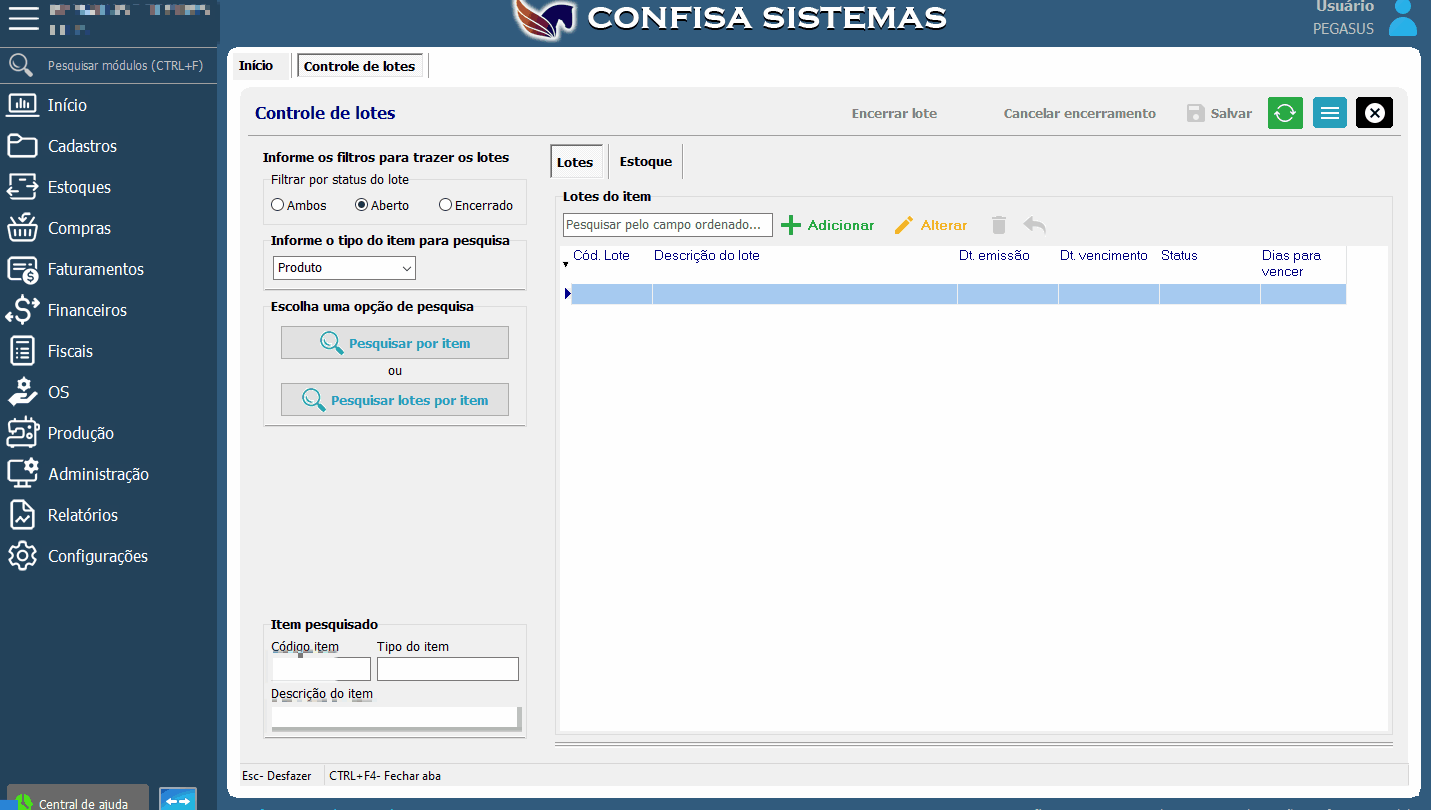 CONFISA SISTEMAS
Usuário
PEGASUS
Pesquisar módulos (CTRL+F)
Início
Cadastros
Estoques
Compras
Faturamentos
Financeiros
Fiscais
OS
Produção
Administração
Relatórios
Configurações
Central de ajuda
Início
Controle de lotes
Controle de lotes
Encerrar lote
Cancelar encerramento
Salvar
Informe os filtros para trazer os lotes
Filtrar por status do lote
Ambos Aberto Encerrado
Informe o tipo do item para pesquisa
Produto
Escolha uma opção de pesquisa
Pesquisar por item
ou
Pesquisar lotes por item
Item pesquisado
Código item Tipo do item
Descrição do item
Lotes Estoque
Lotes do item
Pesquisar pelo campo ordenado... Adicionar Alterar
Cód. Lote Descrição do lote Dt. emissão Dt. vencimento Status Dias para
vencer
Esc- Desfazer CTRL+F4- Fechar aba